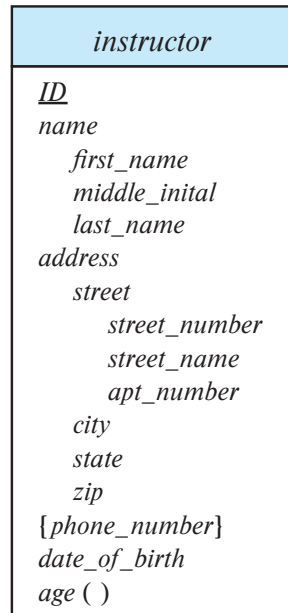 instructor
ID
name
first_name
middle_inital
last_name
address
street
street_number
street_name
apt_number
city
state
zip
{phone_number}
date_of_birth
age ( )